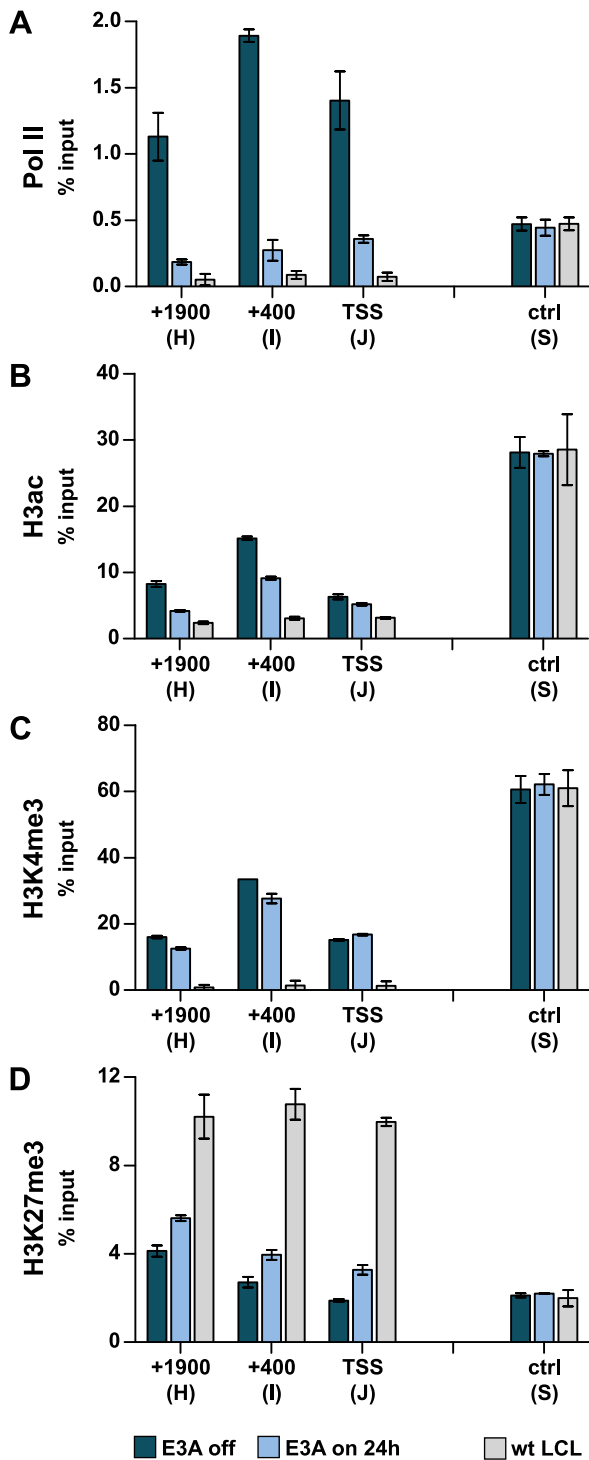 A
Pol II
% input
2.0
1.5
1.0
0.5
0.0
+1900 +400 TSS ctrl
(H) (I) (J) (S)
B
H3ac
% input
40
30
20
10
0
+1900 +400 TSS ctrl
(H) (I) (J) (S)
C
H3K4me3
% input
80
60
40
20
0
+1900 +400 TSS ctrl
(H) (I) (J) (S)
D
H3K27me3
% input
12
8
4
0
+1900 +400 TSS ctrl
(H) (I) (J) (S)
E3A off E3A on 24h wt LCL